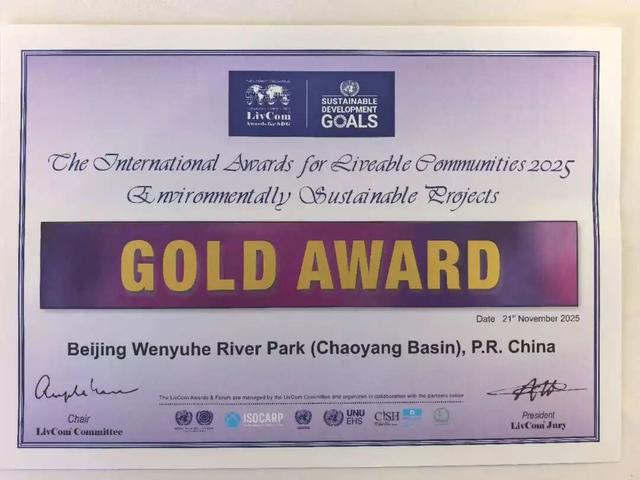 LivCom
Awards for SDG
SUSTAINABLE
DEVELOPMENT
GOALS
The International Awards for Liveable Communities 2025
Environmentally Sustainable Projects
GOLD AWARD
Date 21st November 2025
Beijing Wenyuhe River Park (Chaoyang Basin), P.R. China
The LivCom Awards & Forum are managed by the LivCom Committee and organized in collaboration with the partners below
Chair
LivCom Committee
ISOCARP
UNU
EHS
President
LivCom Jury